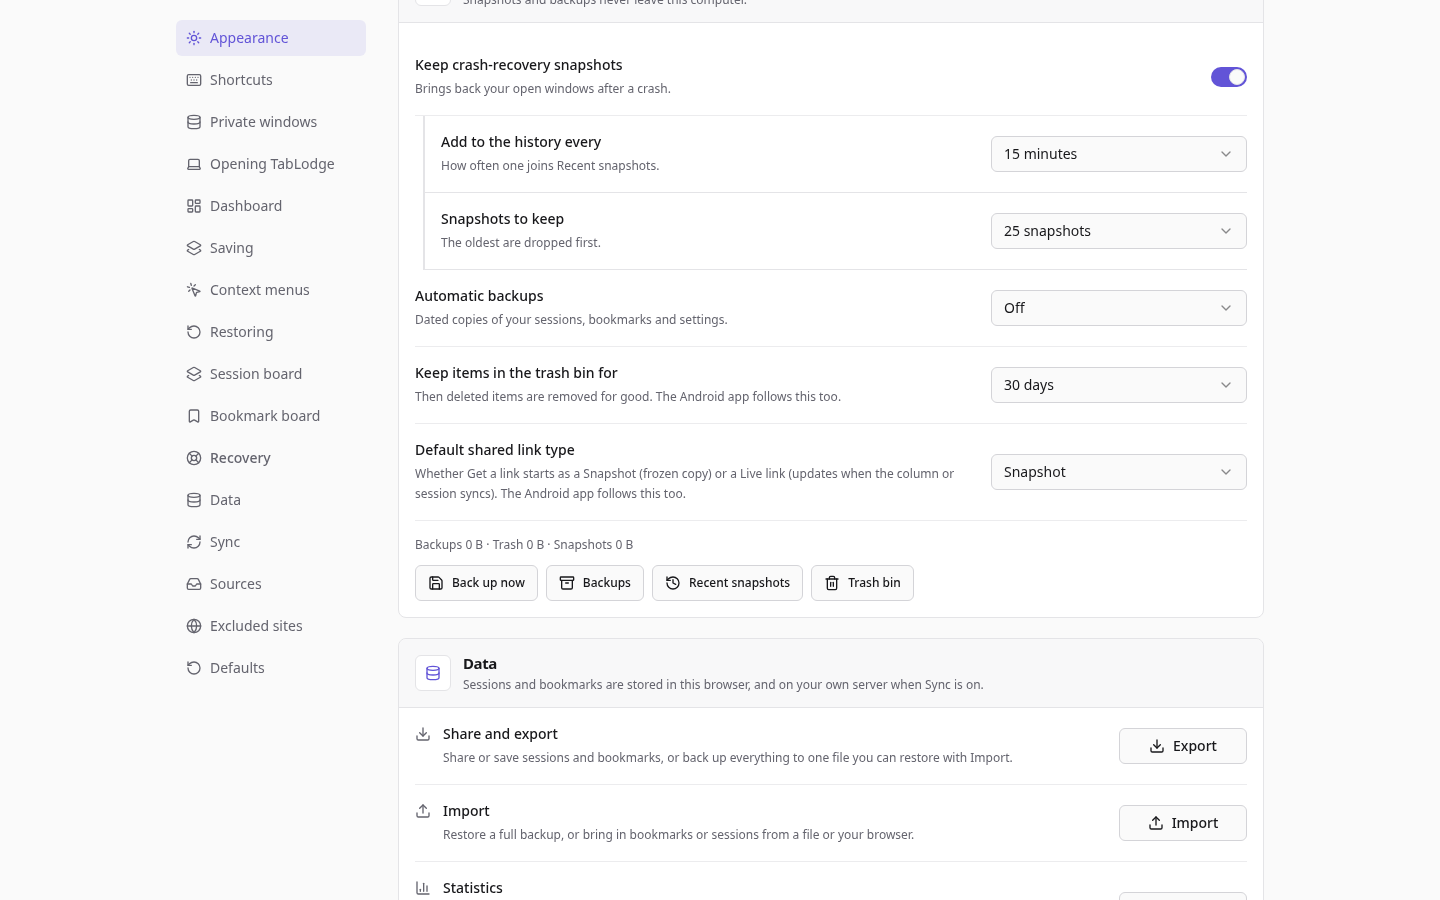 Snapshots and backups never leave this computer.
Appearance
Shortcuts
Private windows
Opening TabLodge
Dashboard
Saving
Context menus
Restoring
Session board
Bookmark board
Recovery
Data
Sync
Sources
Excluded sites
Defaults
Keep crash-recovery snapshots
Brings back your open windows after a crash.
Add to the history every
How often one joins Recent snapshots.
15 minutes
Snapshots to keep
The oldest are dropped first.
25 snapshots
Automatic backups
Dated copies of your sessions, bookmarks and settings.
Off
Keep items in the trash bin for
Then deleted items are removed for good. The Android app follows this too.
30 days
Default shared link type
Whether Get a link starts as a Snapshot (frozen copy) or a Live link (updates when the column or
session syncs). The Android app follows this too.
Snapshot
Backups 0 B · Trash 0 B · Snapshots 0 B
Back up now
Backups
Recent snapshots
Trash bin
Data
Sessions and bookmarks are stored in this browser, and on your own server when Sync is on.
Share and export
Share or save sessions and bookmarks, or back up everything to one file you can restore with Import.
Export
Import
Restore a full backup, or bring in bookmarks or sessions from a file or your browser.
Import
Statistics